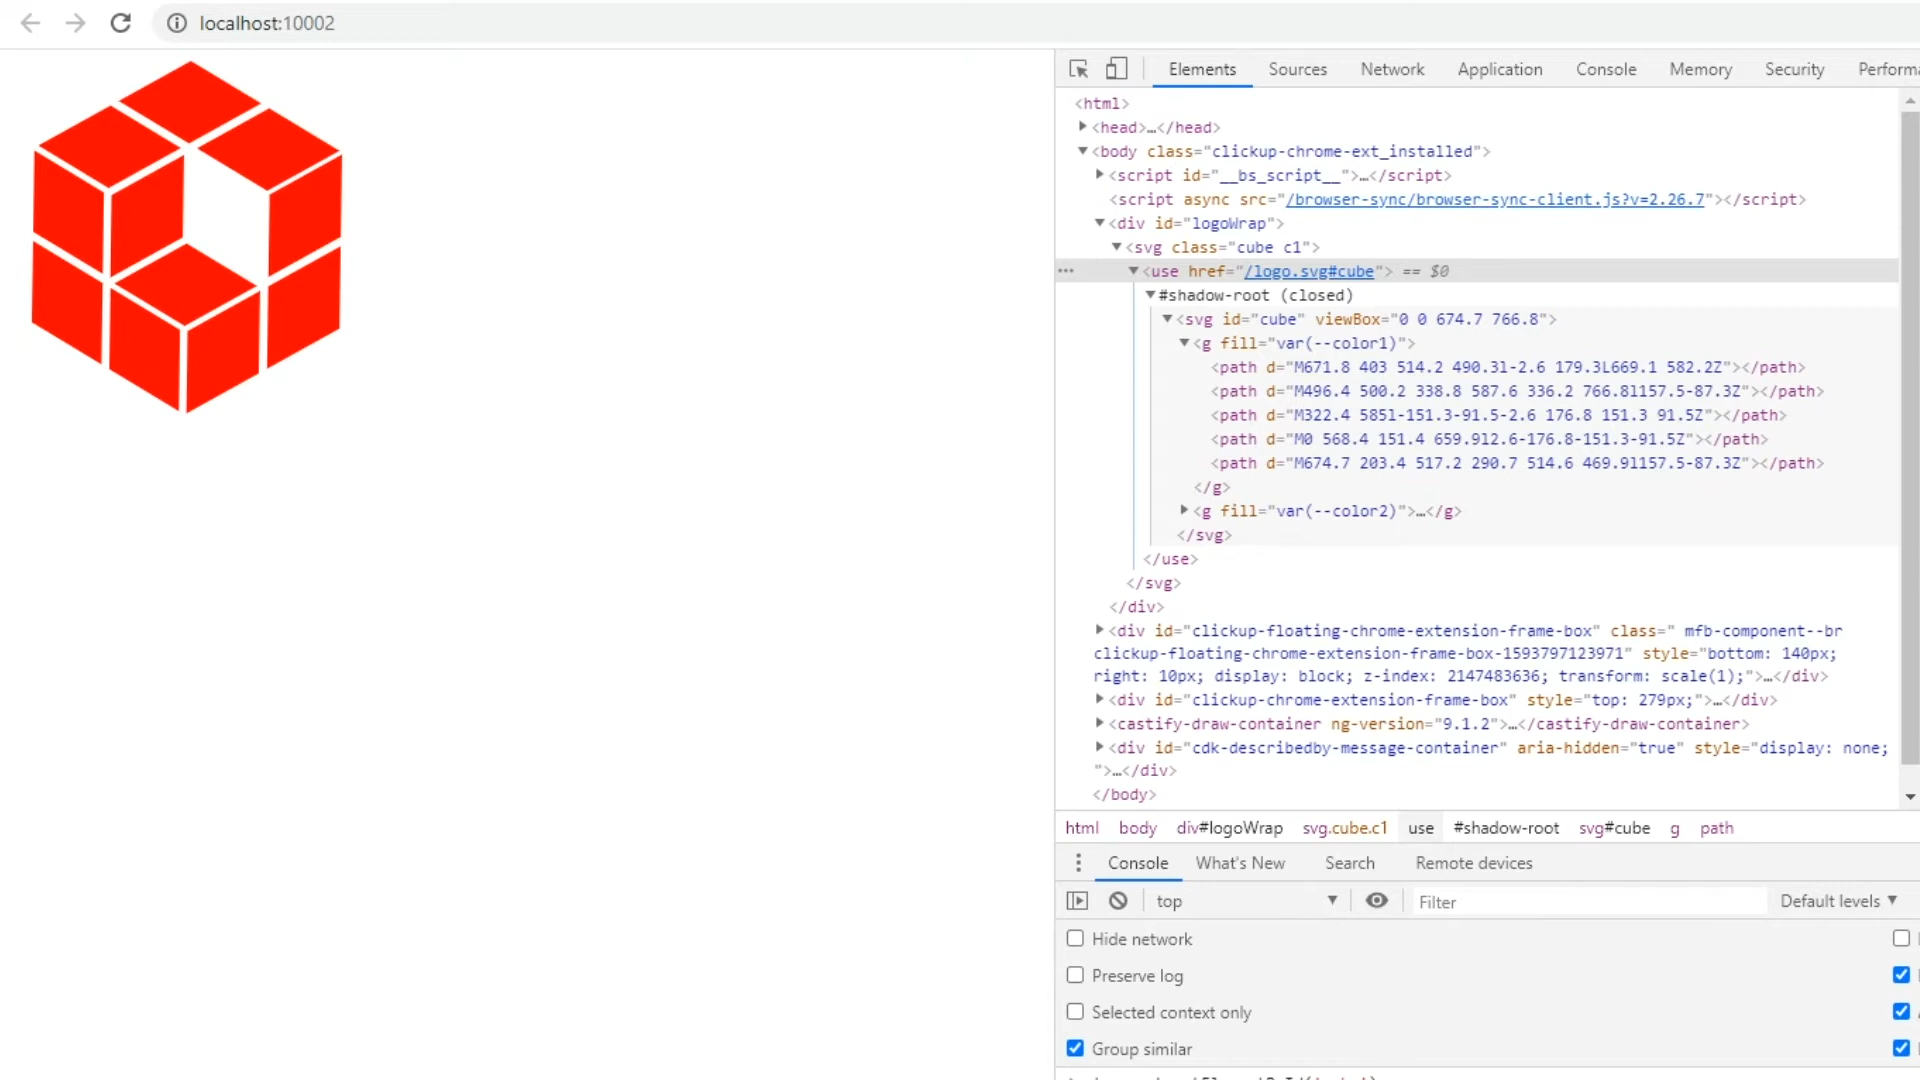 localhost:10002
Elements Sources Network Application Console Memory Security Performa
<html>
<head>…</head>
<body class="clickup-chrome-ext_installed">
<script id="__bs_script__">…</script>
<script async src="/browser-sync/browser-sync-client.js?v=2.26.7"></script>
<div id="logoWrap">
<svg class="cube c1">
<use href="/logo.svg#cube"> == $0
#shadow-root (closed)
<svg id="cube" viewBox="0 0 674.7 766.8">
<g fill="var(--color1)">
<path d="M671.8 403 514.2 490.3l-2.6 179.3L669.1 582.2Z"></path>
<path d="M496.4 500.2 338.8 587.6 336.2 766.8l157.5-87.3Z"></path>
<path d="M322.4 585l-151.3-91.5-2.6 176.8 151.3 91.5Z"></path>
<path d="M0 568.4 151.4 659.9l2.6-176.8-151.3-91.5Z"></path>
<path d="M674.7 203.4 517.2 290.7 514.6 469.9l157.5-87.3Z"></path>
</g>
<g fill="var(--color2)">…</g>
</svg>
</use>
</svg>
</div>
<div id="clickup-floating-chrome-extension-frame-box" class=" mfb-component--br
clickup-floating-chrome-extension-frame-box-1593797123971" style="bottom: 140px;
right: 10px; display: block; z-index: 2147483636; transform: scale(1);">…</div>
<div id="clickup-chrome-extension-frame-box" style="top: 279px;">…</div>
<castify-draw-container ng-version="9.1.2">…</castify-draw-container>
<div id="cdk-describedby-message-container" aria-hidden="true" style="display: none;
">…</div>
</body>
html body div#logoWrap svg.cube.c1 use #shadow-root svg#cube g path
Console What's New Search Remote devices
top Filter Default levels
Hide network
Preserve log
Selected context only
Group similar